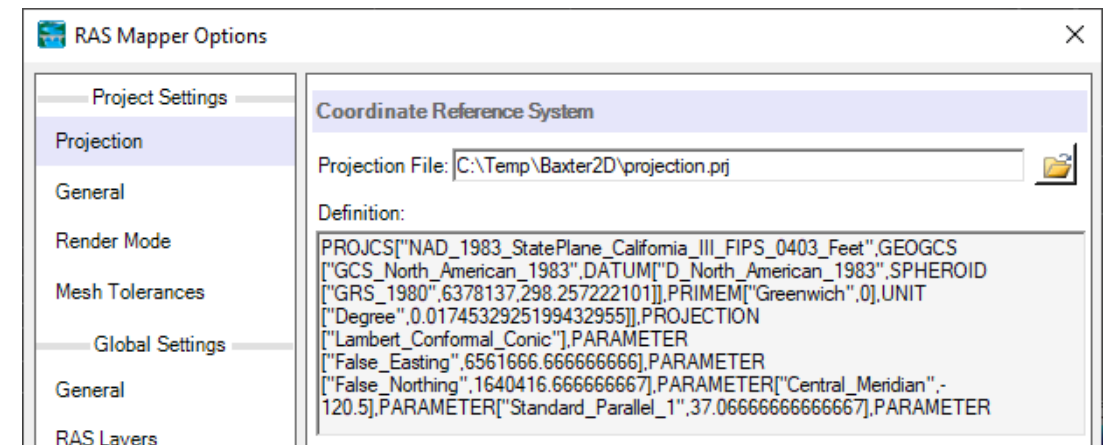 RAS Mapper Options
Project Settings
Projection
General
Render Mode
Mesh Tolerances
Global Settings
General
RAS Layers
Coordinate Reference System
Projection File: C:\Temp\Baxter2D\projection.prj
Definition:
PROJCS["NAD_1983_StatePlane_California_III_FIPS_0403_Feet",GEOGCS
["GCS_North_American_1983",DATUM["D_North_American_1983",SPHEROID
["GRS_1980",6378137,298.257222101]],PRIMEM["Greenwich",0],UNIT
["Degree",0.0174532925199432955]],PROJECTION
["Lambert_Conformal_Conic"],PARAMETER
["False_Easting",6561666.666666666],PARAMETER
["False_Northing",1640416.666666667],PARAMETER["Central_Meridian",-
120.5],PARAMETER["Standard_Parallel_1",37.06666666666667],PARAMETER